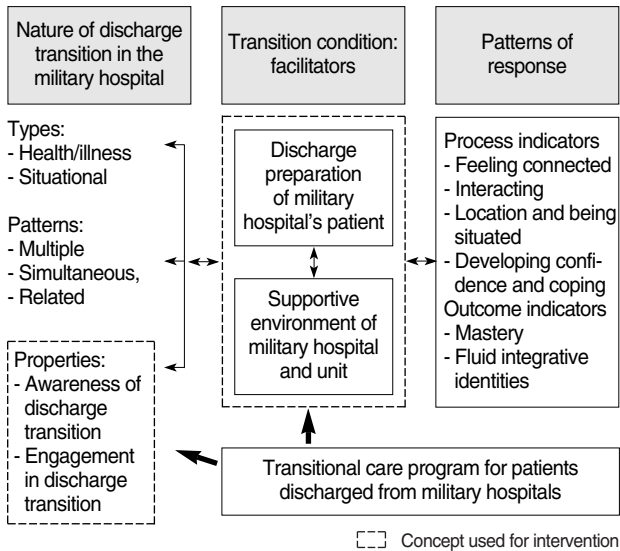 Nature of discharge
transition in the
military hospital
Types:
- Health/illness
- Situational
Patterns:
- Multiple
- Simultaneous,
- Related
Properties:
- Awareness of
discharge
transition
- Engagement
in discharge
transition
Transition condition:
facilitators
Discharge
preparation
of military
hospital's patient
Supportive
environment of
military hospital
and unit
Patterns of
response
Process indicators
- Feeling connected
- Interacting
- Location and being
situated
- Developing confi-
dence and coping
Outcome indicators
- Mastery
- Fluid integrative
identities
Transitional care program for patients
discharged from military hospitals
Concept used for intervention